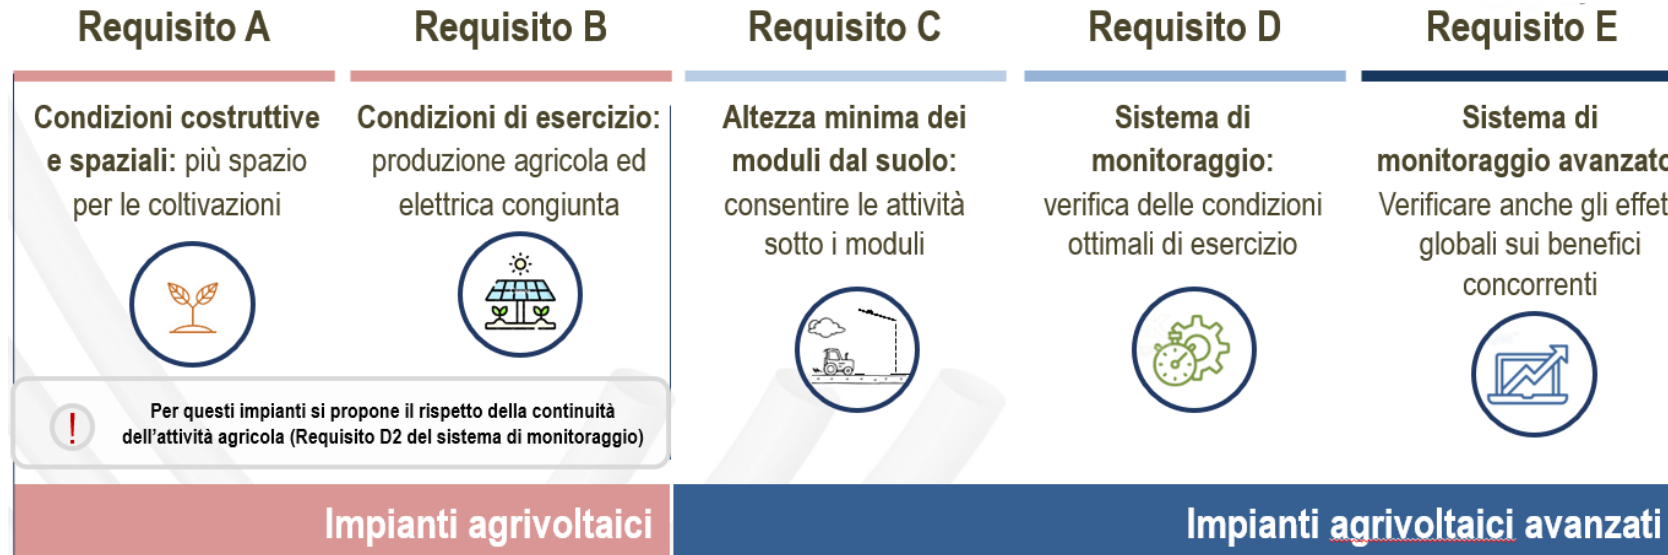 Requisito A
Condizioni costruttive
e spaziali: più spazio
per le coltivazioni
Requisito B
Condizioni di esercizio:
produzione agricola ed
elettrica congiunta
Requisito C
Altezza minima dei
moduli dal suolo:
consentire le attività
sotto i moduli
Requisito D
Sistema di
monitoraggio:
verifica delle condizioni
ottimali di esercizio
Requisito E
Sistema di
monitoraggio avanzato
Verificare anche gli effet
globali sui benefici
concorrenti
!
Per questi impianti si propone il rispetto della continuità
dell'attività agricola (Requisito D2 del sistema di monitoraggio)
Impianti agrivoltaici
Impianti agrivoltaici avanzati